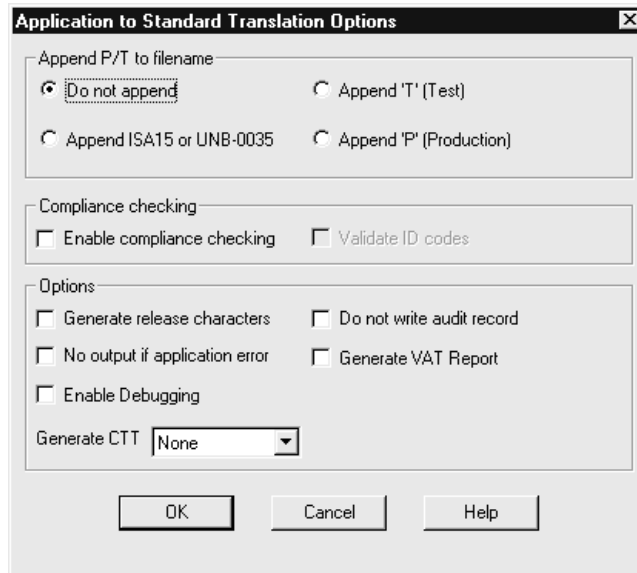 Application to Standard Translation Options
Append P/T to filename
Do not append
Append 'T' (Test)
Append ISA15 or UNB-0035
Append 'P' (Production)
Compliance checking
Enable compliance checking
Validate ID codes
Options
Generate release characters
Do not write audit record
No output if application error
Generate VAT Report
Enable Debugging
Generate CTT
None
OK
Cancel
Help